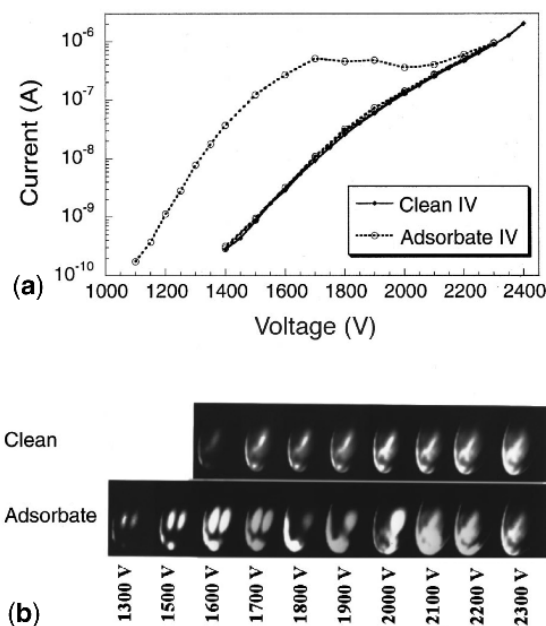 (a)
Current (A)
10^-6
10^-7
10^-8
10^-9
10^-10
Clean IV
Adsorbate IV
1000 1200 1400 1600 1800 2000 2200 2400
Voltage (V)
Clean
Adsorbate
1300 V 1500 V 1600 V 1700 V 1800 V 1900 V 2000 V 2100 V 2200 V 2300 V
(b)